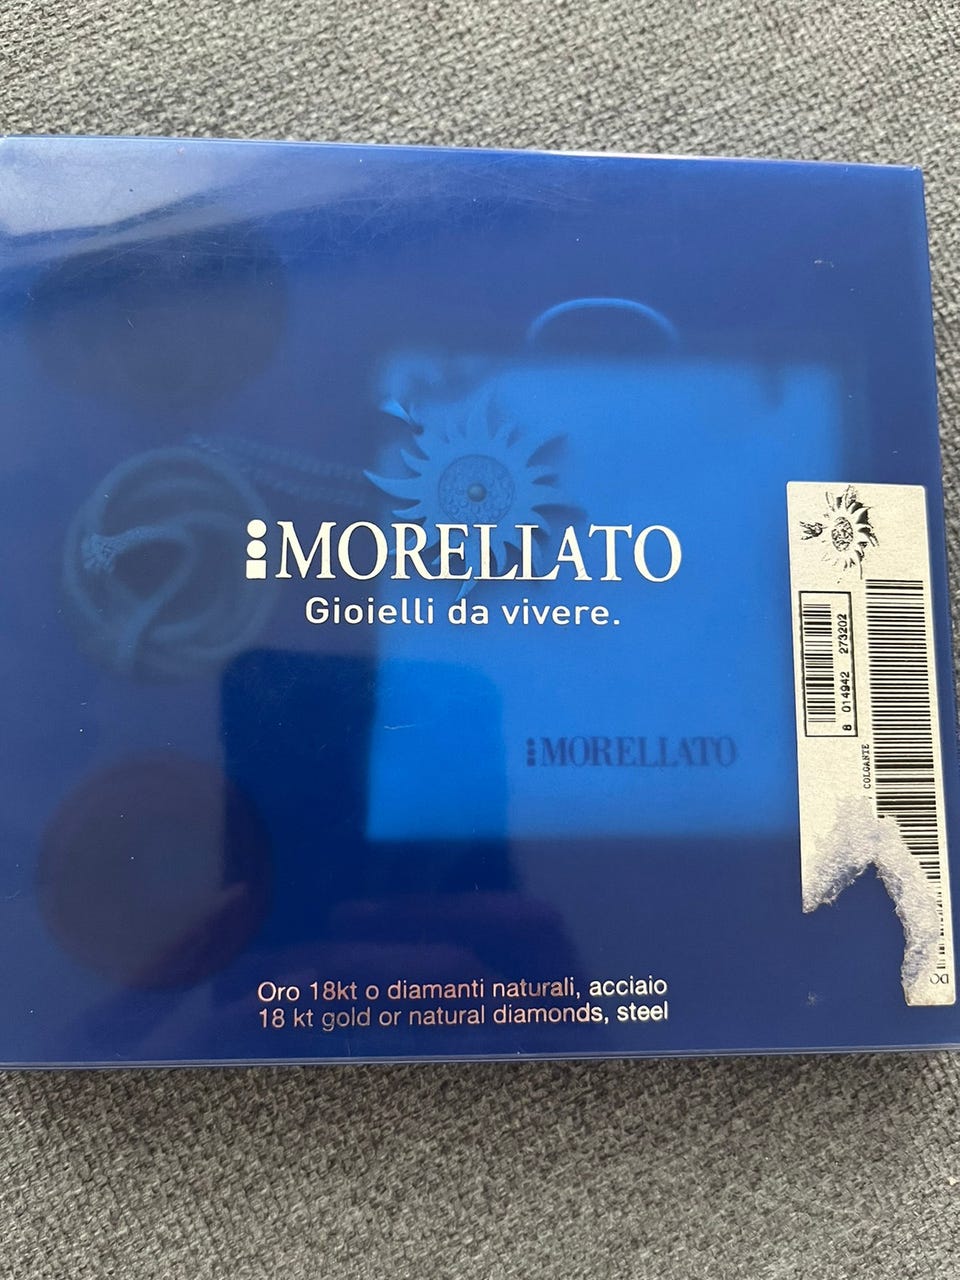 MORELLATO
Gioielli da vivere.
MORELLATO
Oro 18kt o diamanti naturali, acciaio
18 kt gold or natural diamonds, steel
8 014942 273202
COLGANTE
DO